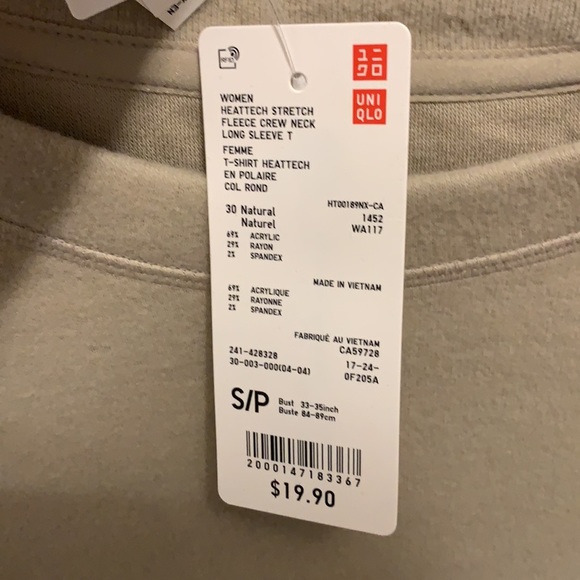 X-EN
RFID
ユニ
クロ
UNI
QLO
WOMEN
HEATTECH STRETCH
FLEECE CREW NECK
LONG SLEEVE T
FEMME
T-SHIRT HEATTECH
EN POLAIRE
COL ROND
HT00189NX-CA
30 Natural 1452
Naturel WA117
69% ACRYLIC
29% RAYON
2% SPANDEX
MADE IN VIETNAM
69% ACRYLIQUE
29% RAYONNE
2% SPANDEX
FABRIQUÉ AU VIETNAM
241-428328 CA59728
30-003-000(04-04) 17-24-
0F205A
S/P Bust 33-35inch
Buste 84-89cm
2000147183367
$19.90